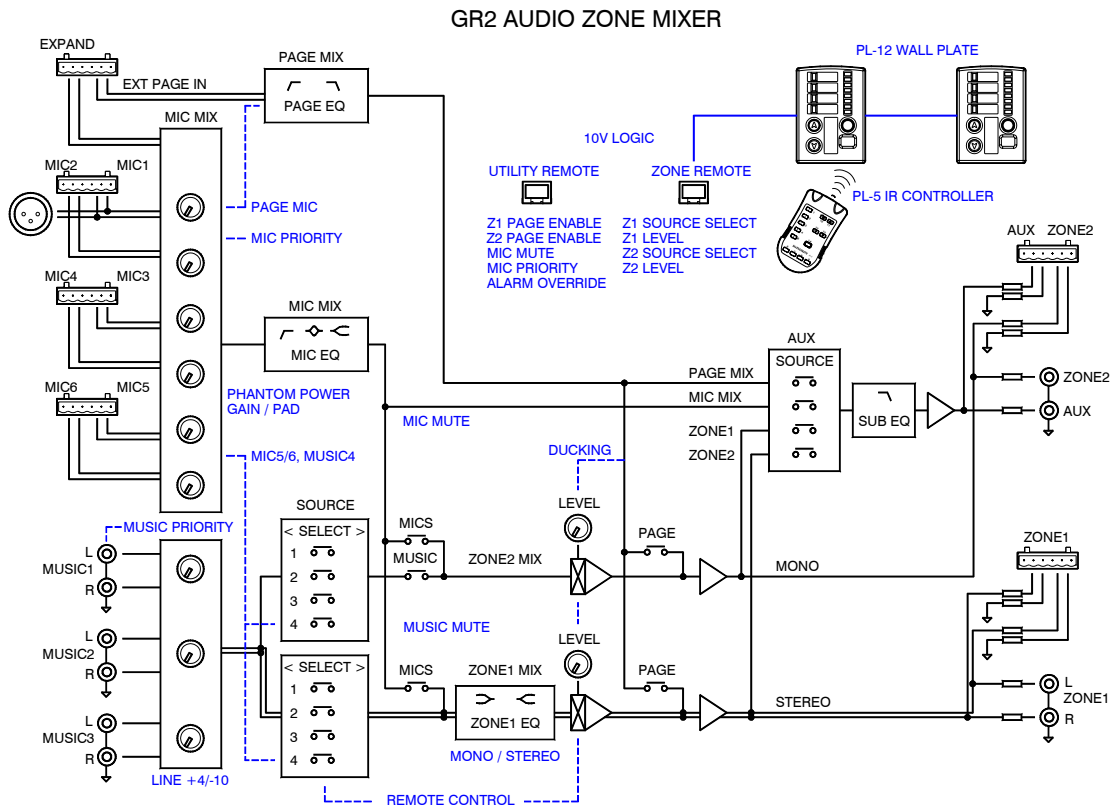 GR2 AUDIO ZONE MIXER
EXPAND
EXT PAGE IN
PAGE MIX
PAGE EQ
MIC MIX
MIC2
MIC1
PAGE MIC
MIC PRIORITY
MIC4
MIC3
MIC MIX
MIC EQ
MIC6
MIC5
PHANTOM POWER
GAIN / PAD
MIC MUTE
MIC5/6, MUSIC4
PL-12 WALL PLATE
10V LOGIC
UTILITY REMOTE
ZONE REMOTE
PL-5 IR CONTROLLER
Z1 PAGE ENABLE
Z2 PAGE ENABLE
MIC MUTE
MIC PRIORITY
ALARM OVERRIDE
Z1 SOURCE SELECT
Z1 LEVEL
Z2 SOURCE SELECT
Z2 LEVEL
AUX
ZONE2
AUX
SOURCE
PAGE MIX
MIC MIX
ZONE1
ZONE2
SUB EQ
ZONE2
AUX
DUCKING
SOURCE
LEVEL
MUSIC PRIORITY
< SELECT >
1
2
3
4
MICS
MUSIC
ZONE2 MIX
PAGE
MONO
ZONE1
L
MUSIC1
R
MUSIC MUTE
LEVEL
L
MUSIC2
R
< SELECT >
1
2
3
4
MICS
ZONE1 MIX
ZONE1 EQ
PAGE
STEREO
L
ZONE1
R
L
MUSIC3
R
MONO / STEREO
LINE +4/-10
REMOTE CONTROL